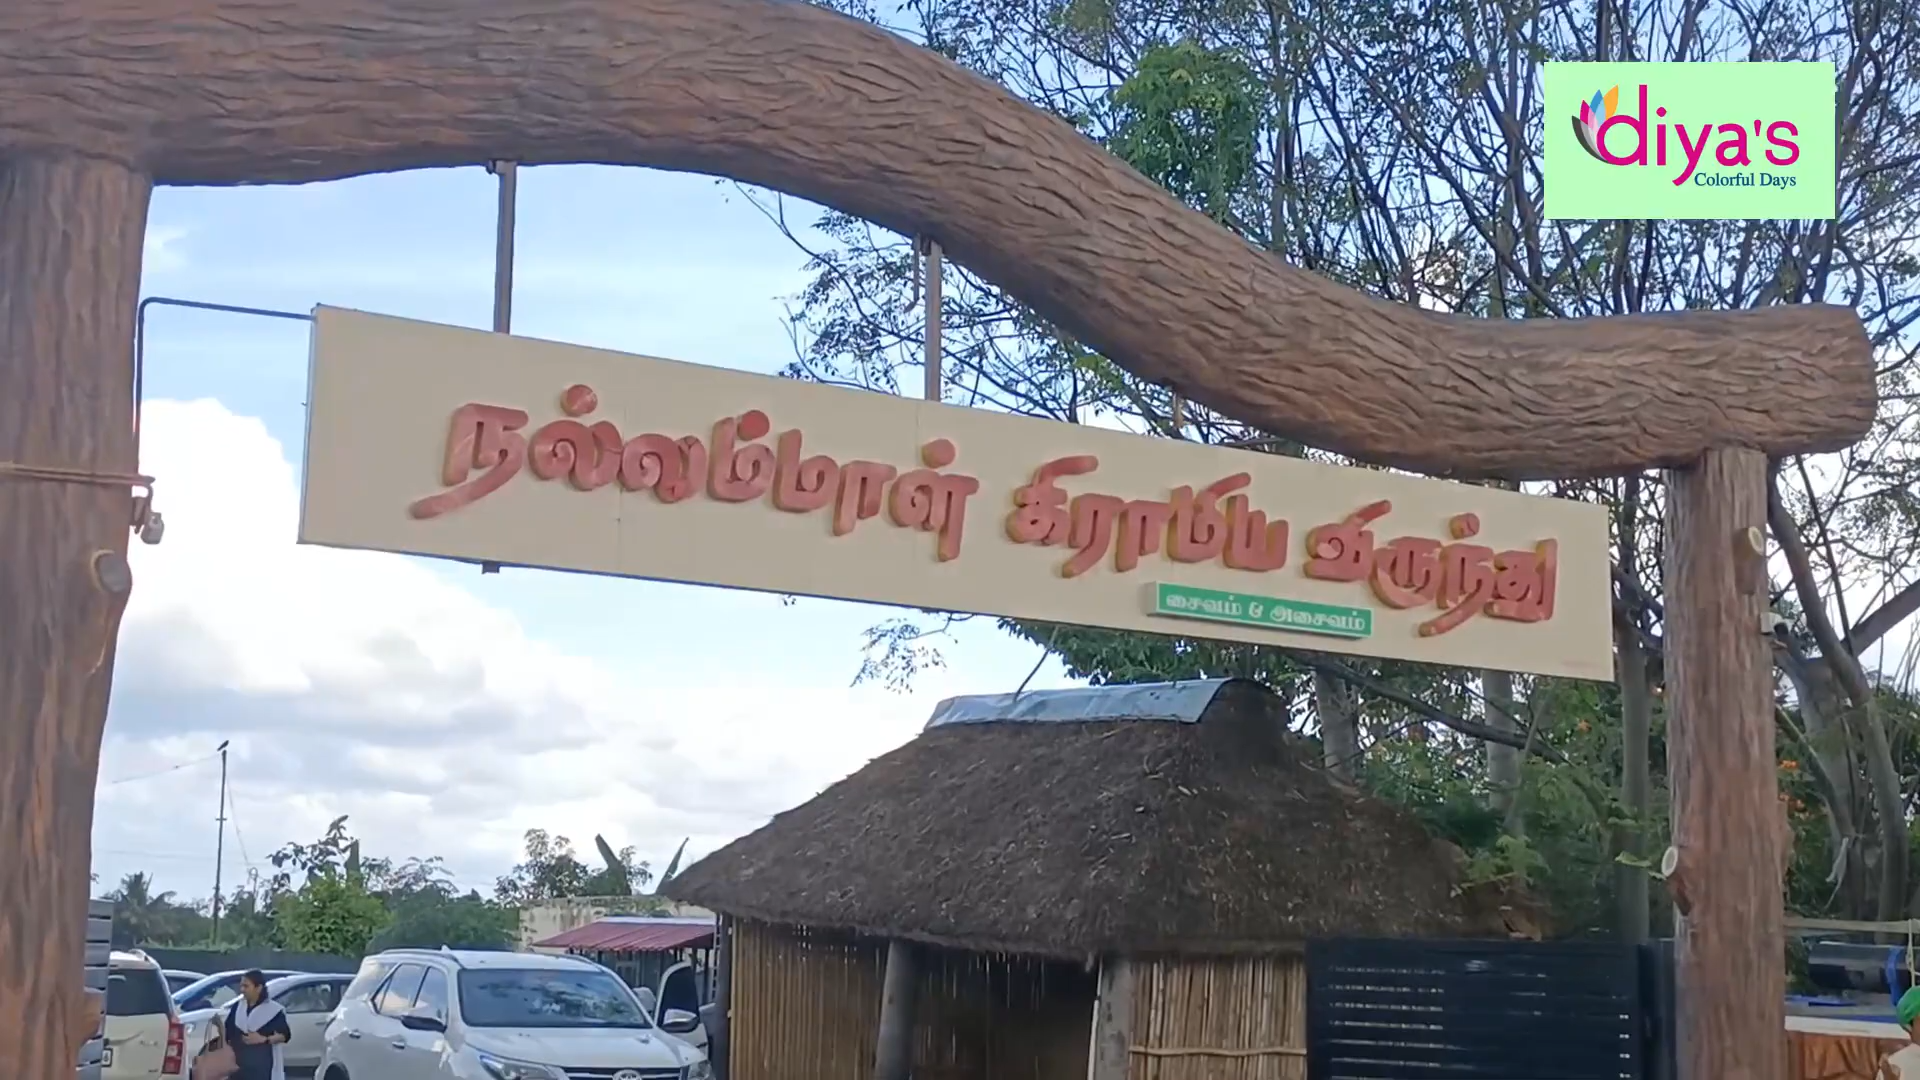 diya's
Colorful Days
நல்லம்மாள் கிராமிய விருந்து
சைவம் & அசைவம்